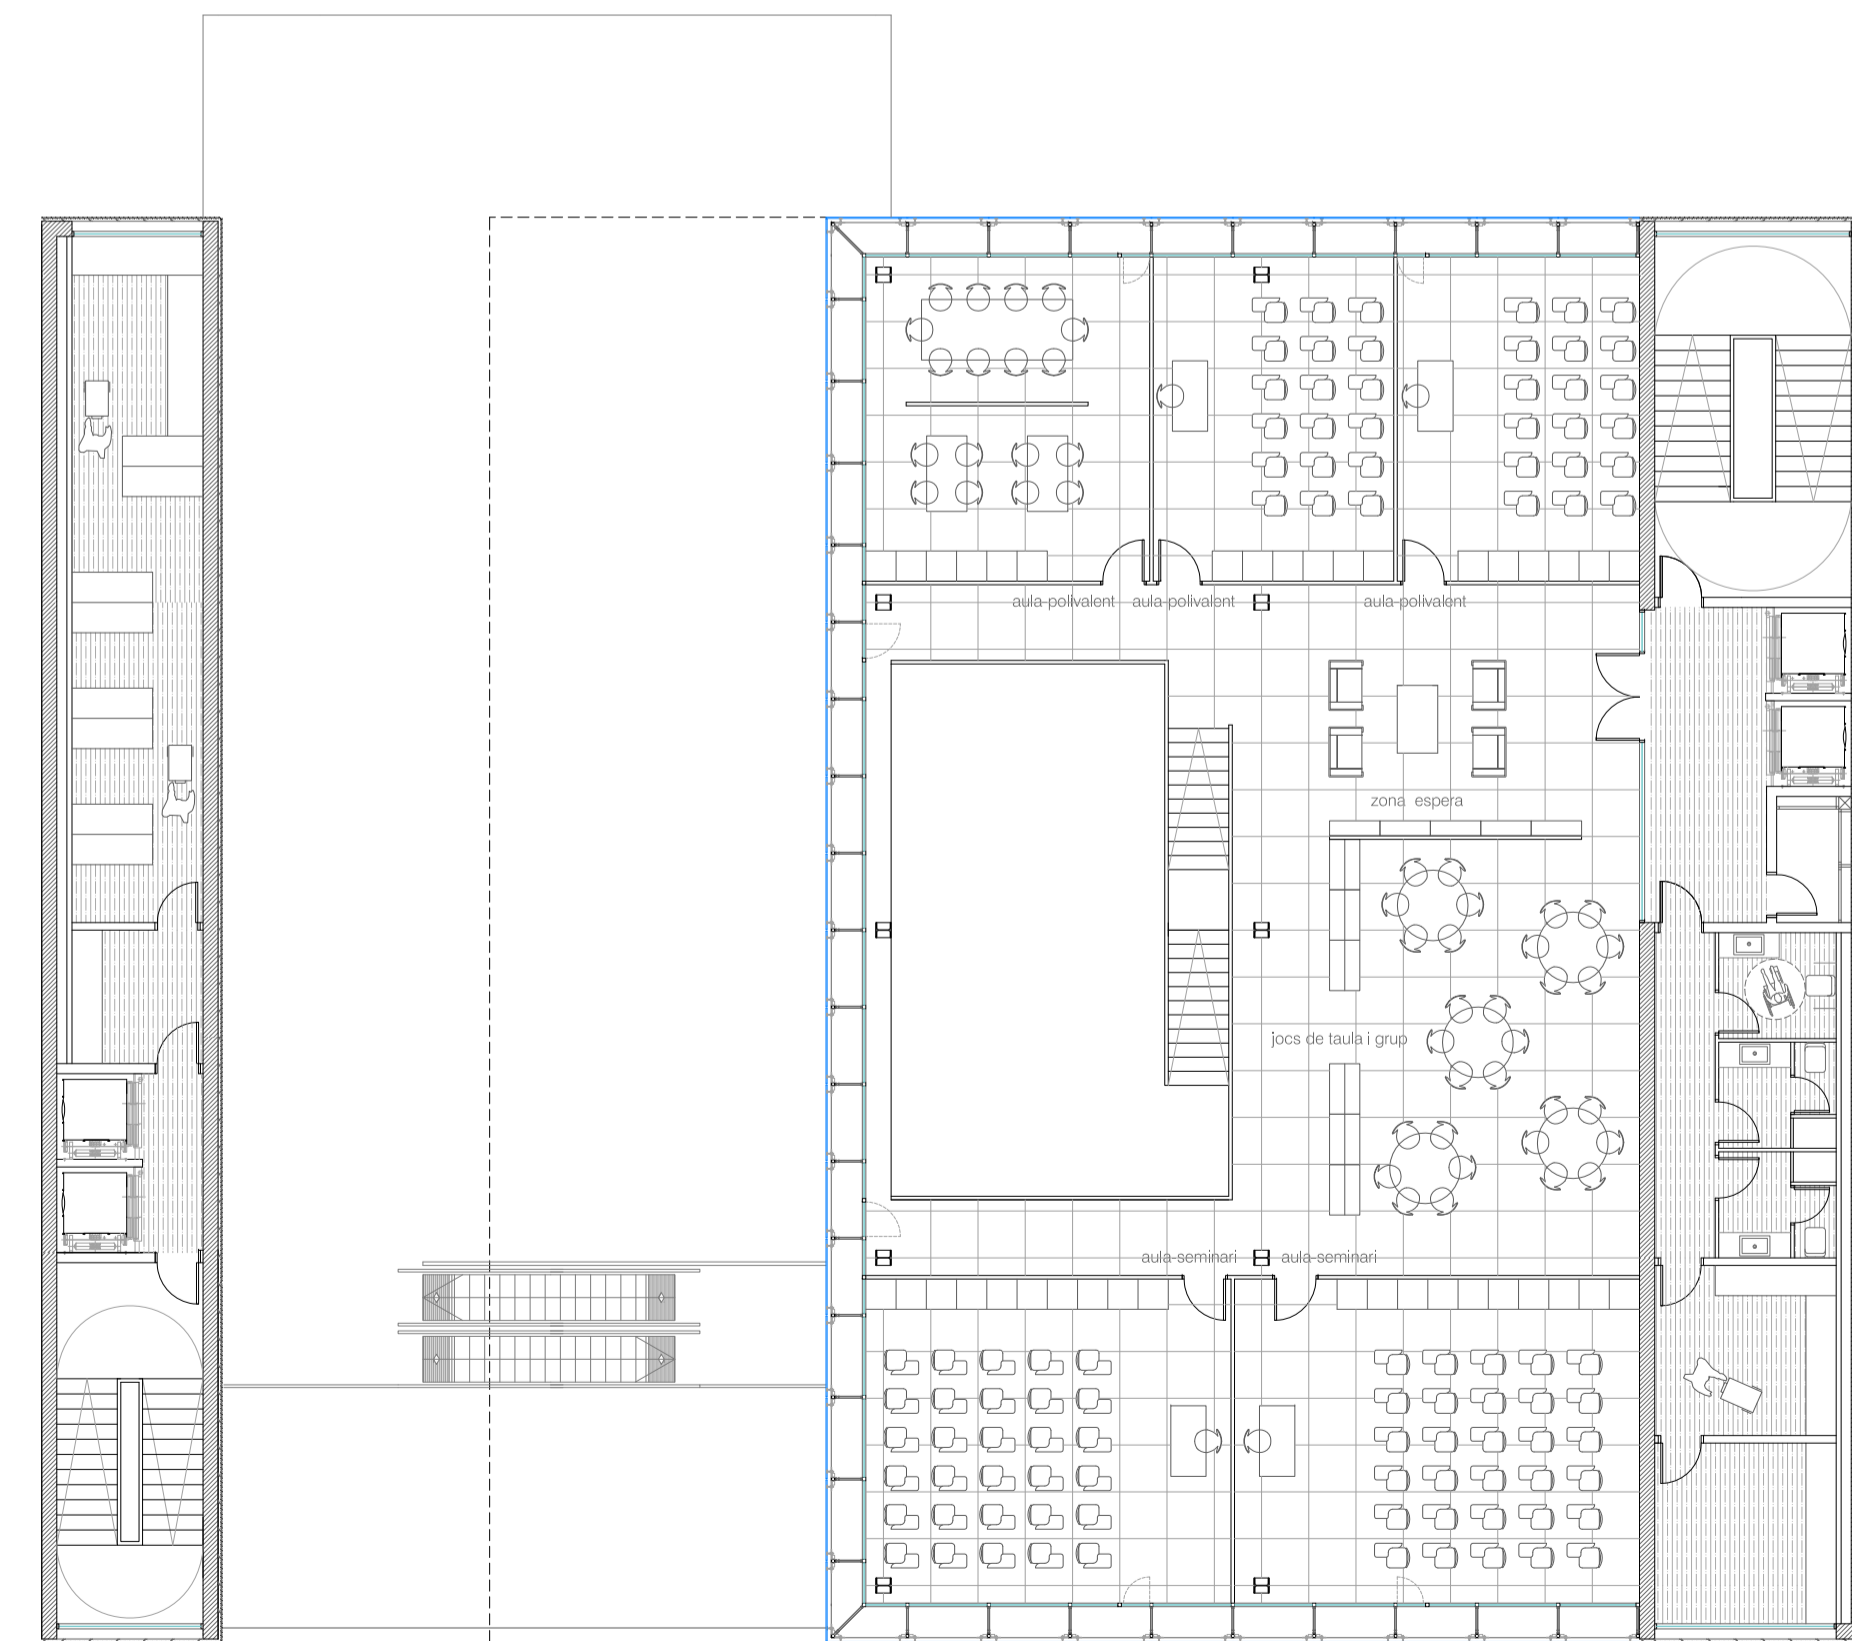 aula-polivalent
aula-polivalent
aula-polivalent
zona espera
jocs de taula i grup
aula-seminari
aula-seminari